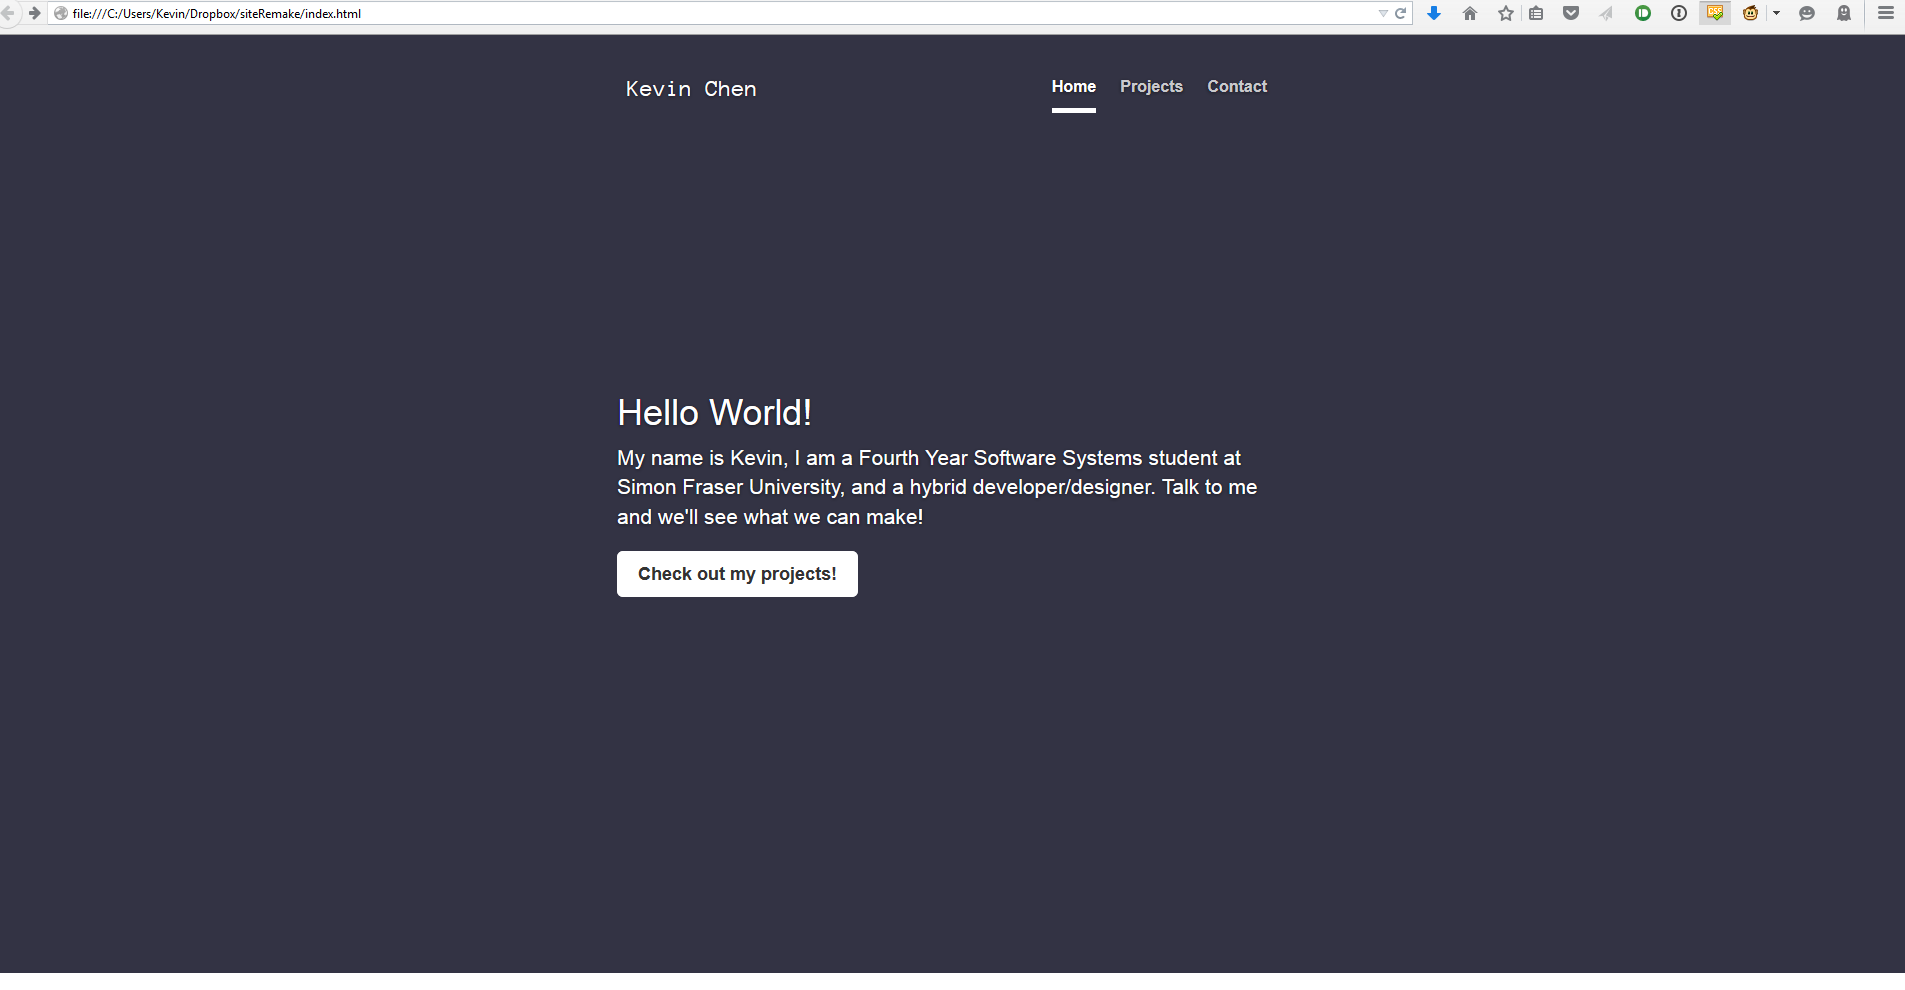 file:///C:/Users/Kevin/Dropbox/siteRemake/index.html
Kevin Chen
Home Projects Contact
Hello World!
My name is Kevin, I am a Fourth Year Software Systems student at
Simon Fraser University, and a hybrid developer/designer. Talk to me
and we'll see what we can make!
Check out my projects!